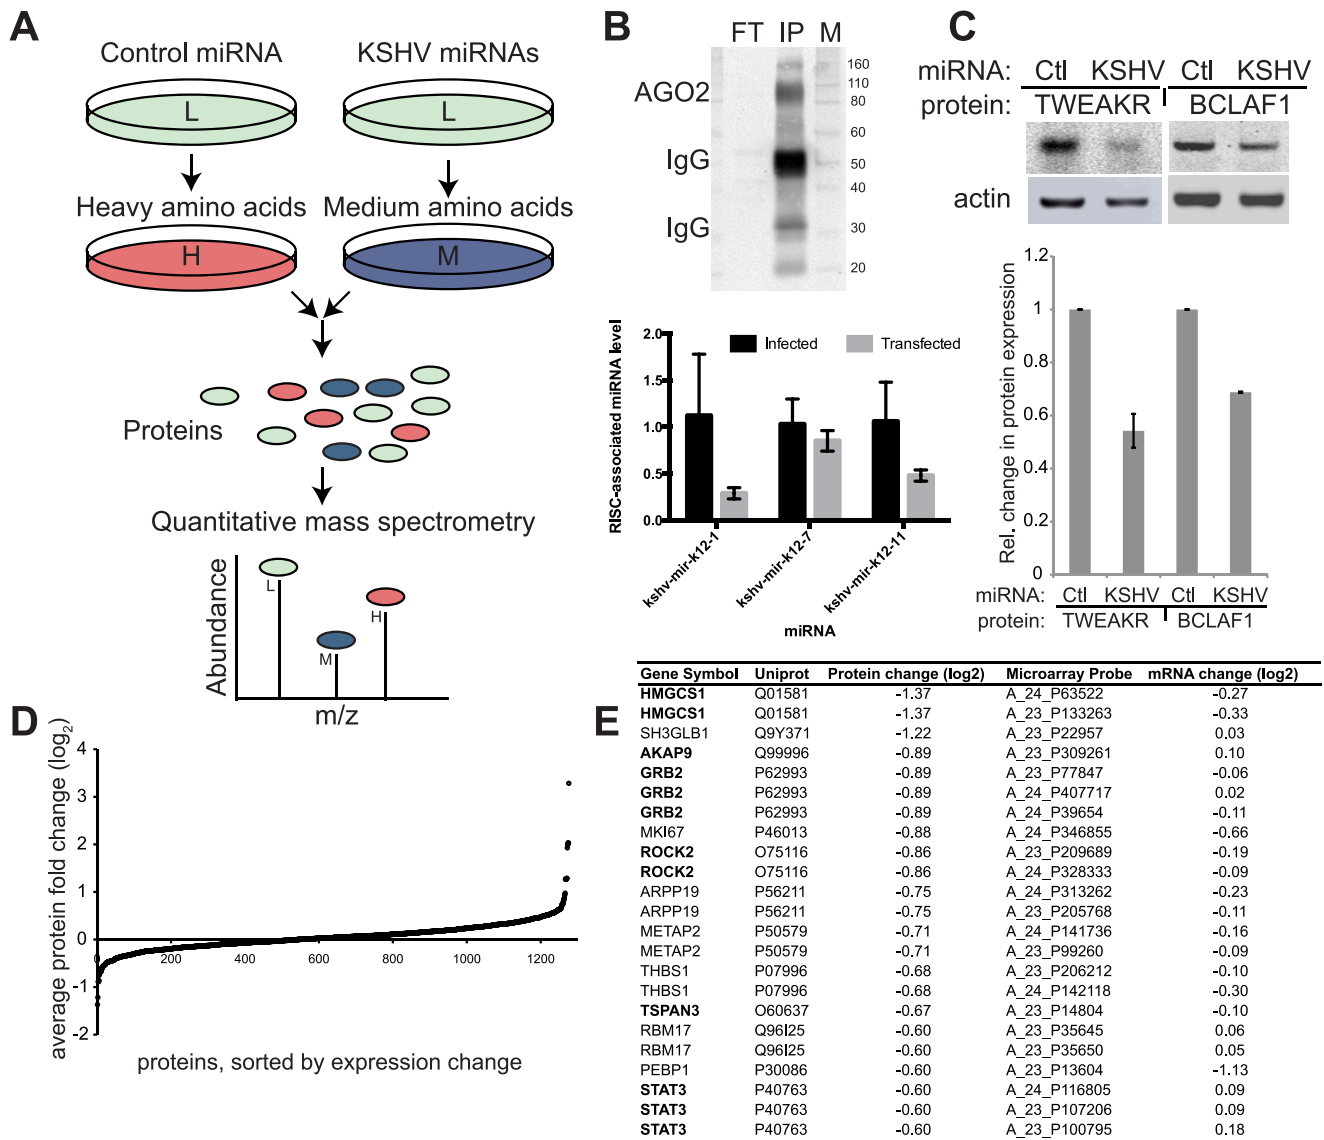 A
Control miRNA
KSHV miRNAs
L
L
Heavy amino acids
Medium amino acids
H
M
Proteins
Quantitative mass spectrometry
Abundance
L
M
H
m/z
B
FT IP M
AGO2
IgG
IgG
160
110
80
60
50
40
30
20
RISC-associated miRNA level
2.0
1.5
1.0
0.5
0.0
Infected
Transfected
kshv-mir-k12-1
kshv-mir-k12-7
kshv-mir-k12-11
miRNA
C
miRNA: Ctl KSHV Ctl KSHV
protein: TWEAKR BCLAF1
actin
Rel. change in protein expression
1.2
1
0.8
0.6
0.4
0.2
0
miRNA: Ctl KSHV Ctl KSHV
protein: TWEAKR BCLAF1
D
average protein fold change (log2)
4
3
2
1
0
-1
-2
0 200 400 600 800 1000 1200
proteins, sorted by expression change
E
Gene Symbol Uniprot Protein change (log2) Microarray Probe mRNA change (log2)
HMGCS1 Q01581 -1.37 A_24_P63522 -0.27
HMGCS1 Q01581 -1.37 A_23_P133263 -0.33
SH3GLB1 Q9Y371 -1.22 A_23_P22957 0.03
AKAP9 Q99996 -0.89 A_23_P309261 0.10
GRB2 P62993 -0.89 A_23_P77847 -0.06
GRB2 P62993 -0.89 A_24_P407717 0.02
GRB2 P62993 -0.89 A_24_P39654 -0.11
MKI67 P46013 -0.88 A_24_P346855 -0.66
ROCK2 O75116 -0.86 A_23_P209689 -0.19
ROCK2 O75116 -0.86 A_24_P328333 -0.09
ARPP19 P56211 -0.75 A_24_P313262 -0.23
ARPP19 P56211 -0.75 A_23_P205768 -0.11
METAP2 P50579 -0.71 A_24_P141736 -0.16
METAP2 P50579 -0.71 A_23_P99260 -0.09
THBS1 P07996 -0.68 A_23_P206212 -0.10
THBS1 P07996 -0.68 A_24_P142118 -0.30
TSPAN3 O60637 -0.67 A_23_P14804 -0.10
RBM17 Q96I25 -0.60 A_23_P35645 0.06
RBM17 Q96I25 -0.60 A_23_P35650 0.05
PEBP1 P30086 -0.60 A_23_P13604 -1.13
STAT3 P40763 -0.60 A_24_P116805 0.09
STAT3 P40763 -0.60 A_23_P107206 0.09
STAT3 P40763 -0.60 A_23_P100795 0.18